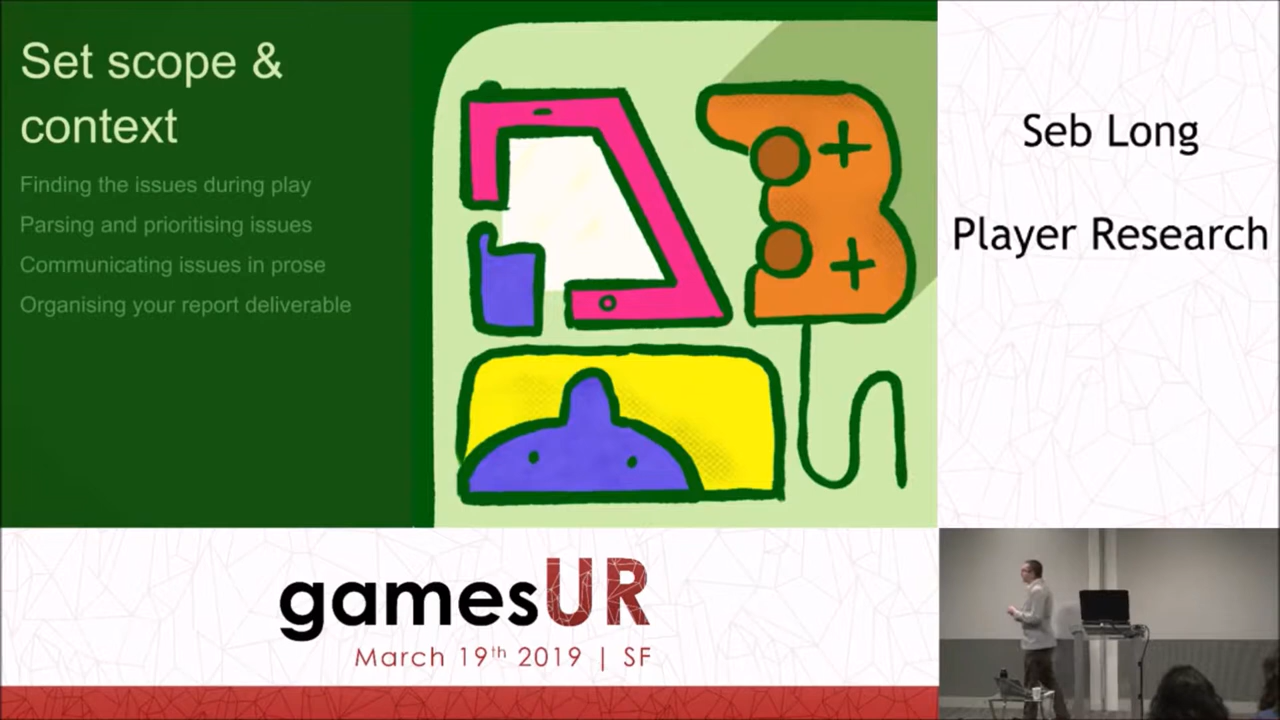 Set scope &
context
Finding the issues during play
Parsing and prioritising issues
Communicating issues in prose
Organising your report deliverable
Seb Long
Player Research
gamesUR
March 19th 2019 | SF